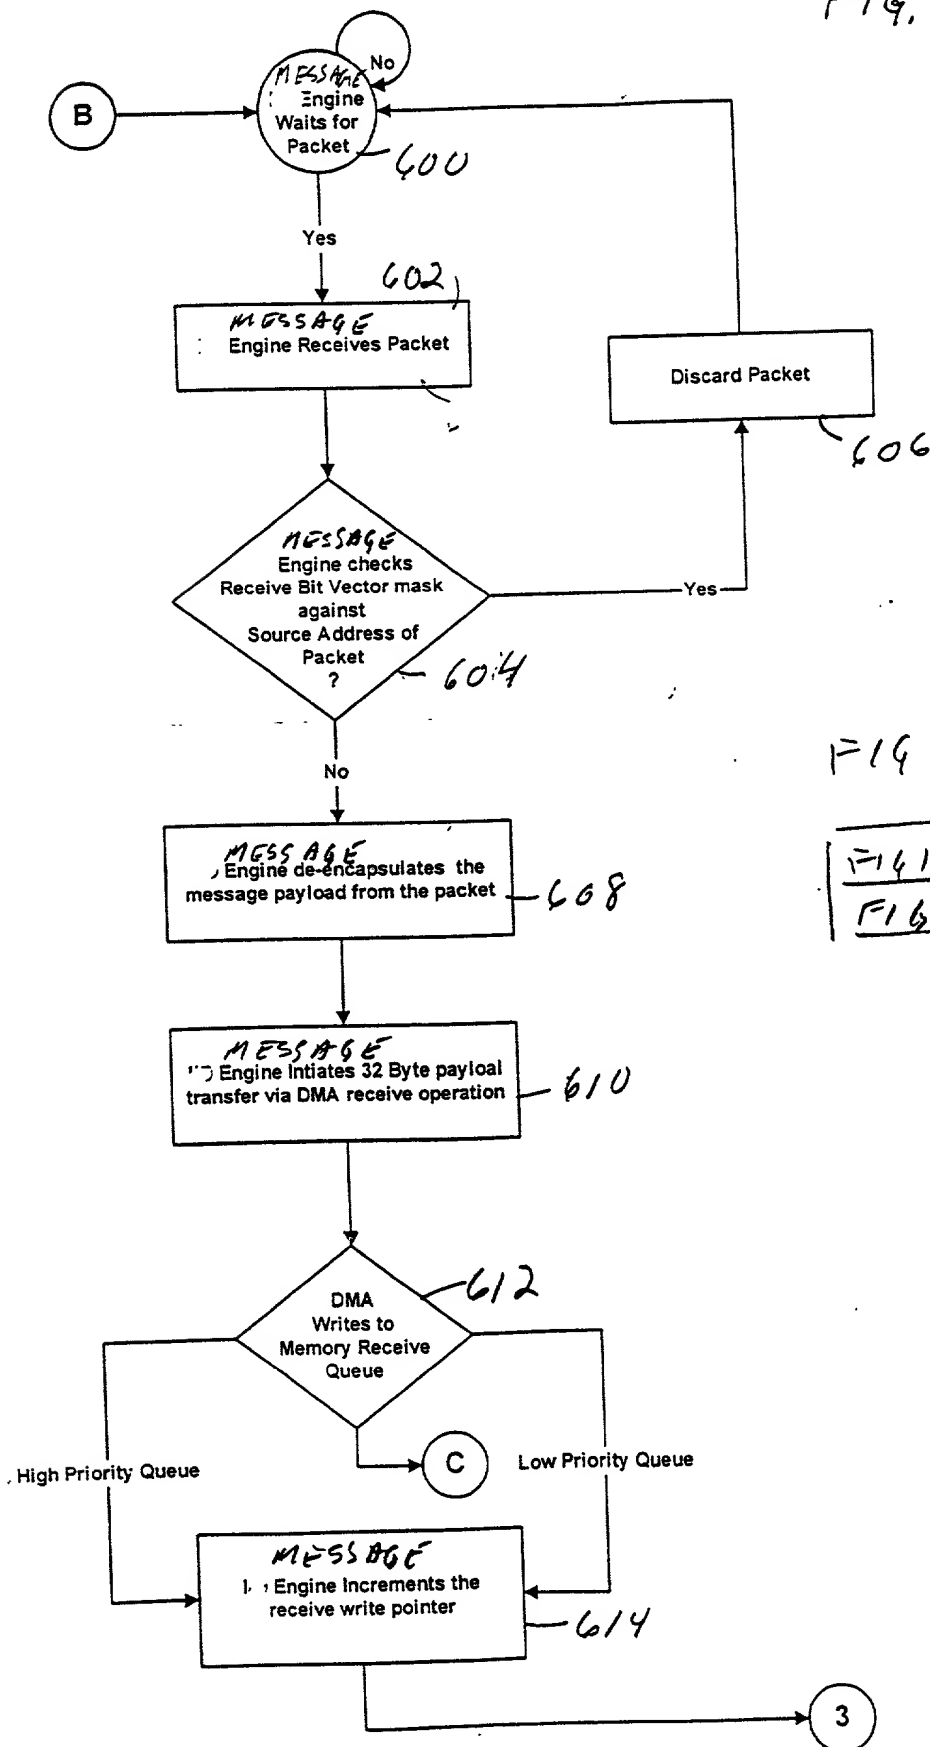 FIG.
No
MESSAGE
Engine
Waits for
Packet
600
B
Yes
602
MESSAGE
Engine Receives Packet
Discard Packet
606
MESSAGE
Engine checks
Receive Bit Vector mask
against
Source Address of
Packet
?
604
Yes
No
FIG
MESSAGE
Engine de-encapsulates the
message payload from the packet
608
FIG
FIG
MESSAGE
Engine Intiates 32 Byte payloal
transfer via DMA receive operation
610
DMA
Writes to
Memory Receive
Queue
612
C
High Priority Queue
Low Priority Queue
MESSAGE
Engine Increments the
receive write pointer
614
3